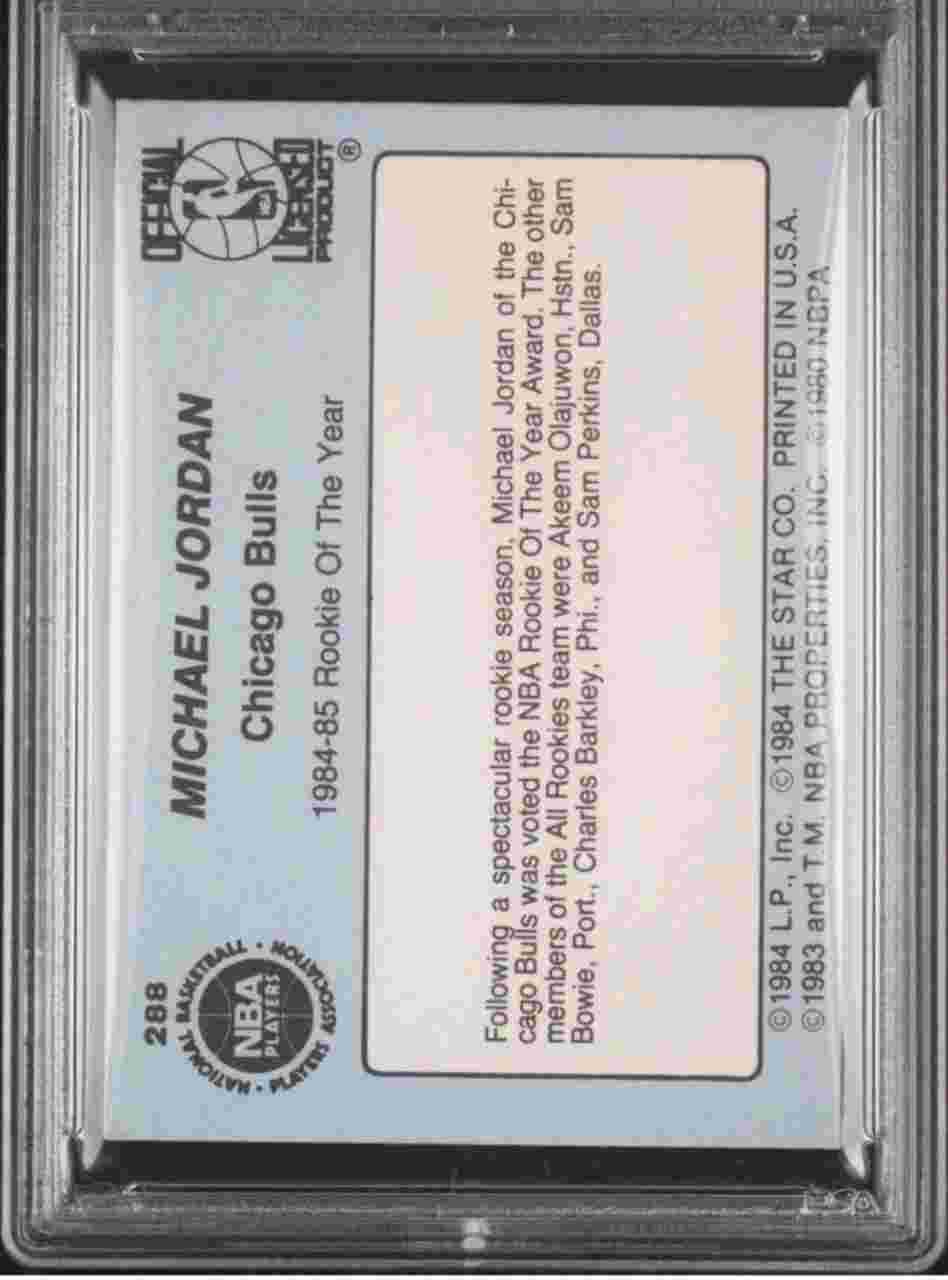 288
NATIONAL BASKETBALL
NBA
PLAYERS
PLAYERS ASSOCIATION
MICHAEL JORDAN
Chicago Bulls
1984-85 Rookie Of The Year
OFFICIAL
LICENSED
PRODUCT ®
Following a spectacular rookie season, Michael Jordan of the Chi-
cago Bulls was voted the NBA Rookie Of The Year Award. The other
members of the All Rookies team were Akeem Olajuwon, Hstn., Sam
Bowie, Port., Charles Barkley, Phi., and Sam Perkins, Dallas.
©1984 L.P., Inc. ©1984 THE STAR CO. PRINTED IN U.S.A.
©1983 and T.M. NBA PROPERTIES, INC. ©1980 NBPA